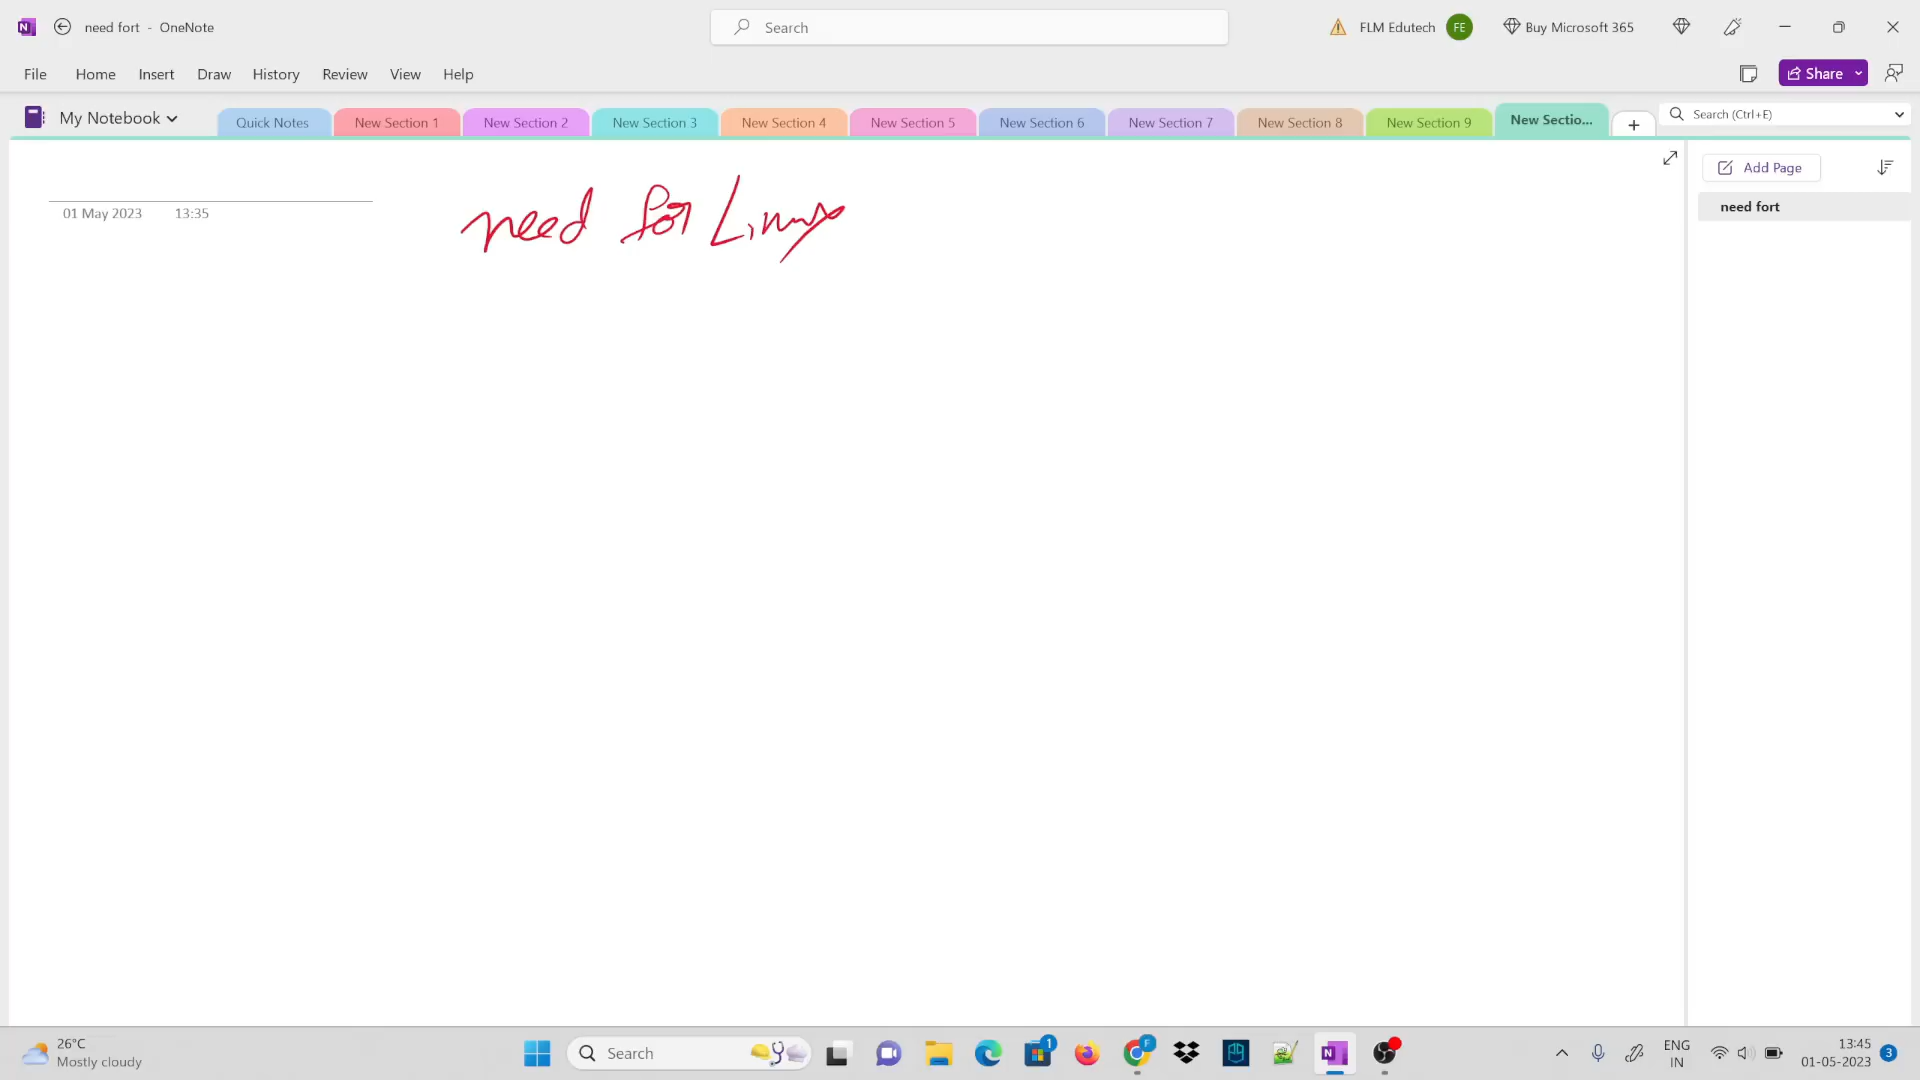 need fort - OneNote
Search
FLM Edutech
FE
Buy Microsoft 365
File
Home
Insert
Draw
History
Review
View
Help
Share
My Notebook
Quick Notes
New Section 1
New Section 2
New Section 3
New Section 4
New Section 5
New Section 6
New Section 7
New Section 8
New Section 9
New Sectio...
Search (Ctrl+E)
Add Page
need fort
need for Linux
01 May 2023 13:35
26°C
Mostly cloudy
Search
1
F
ENG
IN
13:45
01-05-2023
3